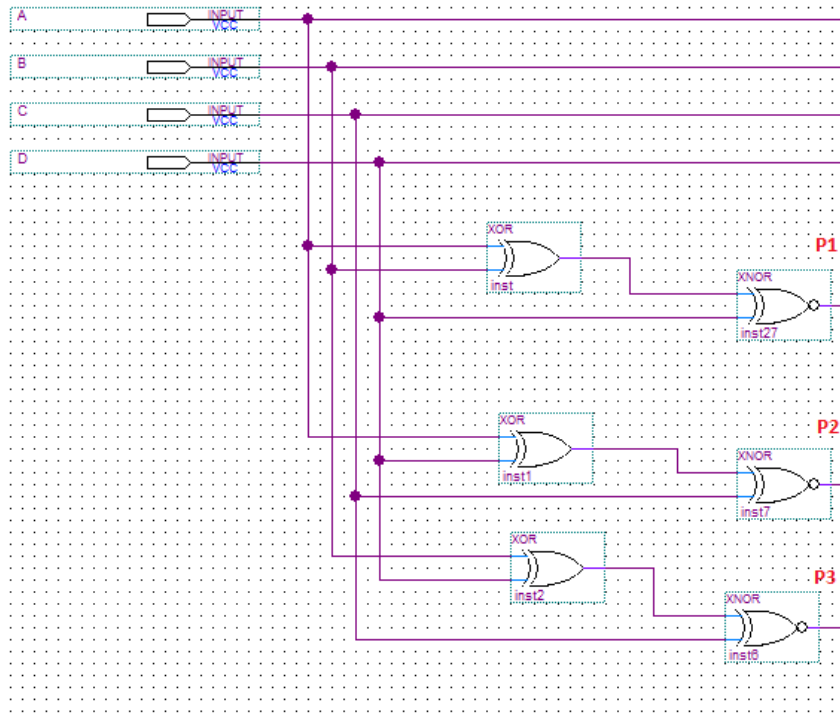 A INPUT VCC
B INPUT VCC
C INPUT VCC
D INPUT VCC
XOR
inst
P1
XNOR
inst27
XOR
inst1
P2
XNOR
inst7
XOR
inst2
P3
XNOR
inst6